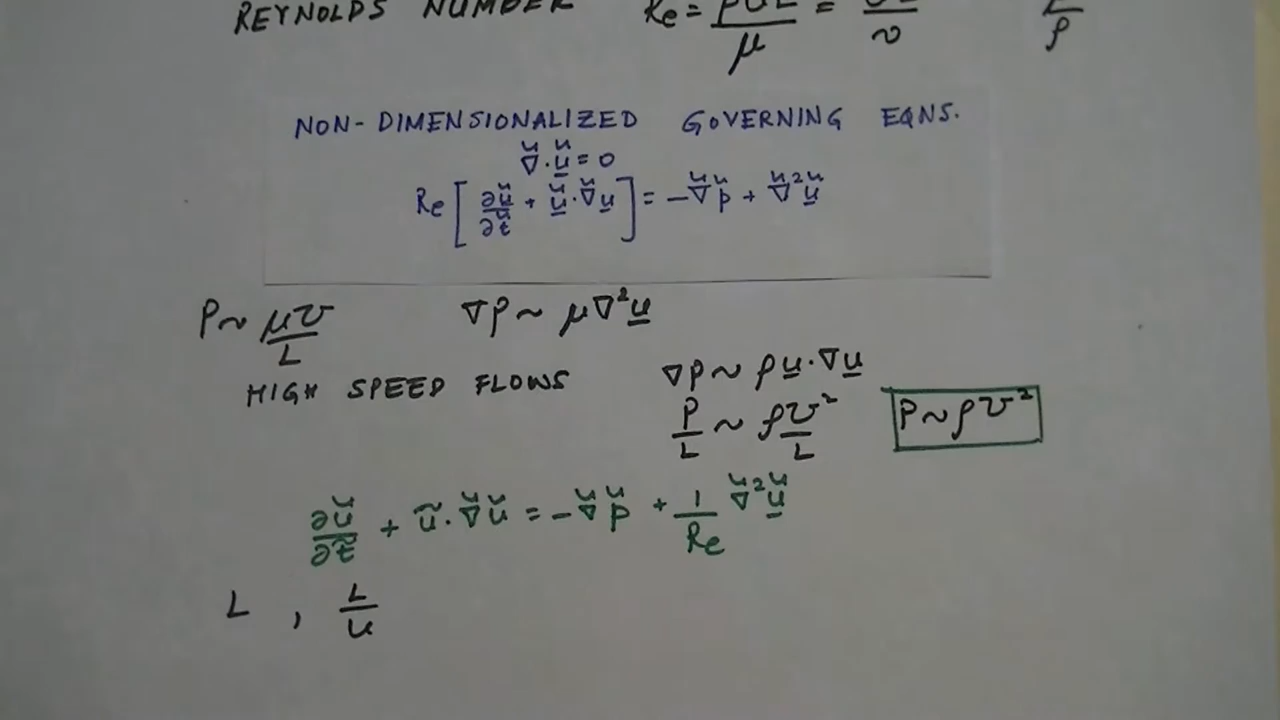 REYNOLDS NUMBER Re = ρUL/μ = UL/ν μ/ρ
NON-DIMENSIONALIZED GOVERNING EQNS.
∇̃·ũ = 0
Re [ ∂ũ/∂t̃ + ũ·∇̃ũ ] = -∇̃p̃ + ∇̃²ũ
P ~ μU/L ∇p ~ μ∇²u
HIGH SPEED FLOWS ∇p ~ ρu·∇u
P/L ~ ρU²/L P ~ ρU²
∂ũ/∂t̃ + ũ·∇̃ũ = -∇̃p̃ + 1/Re ∇̃²ũ
L , L/u